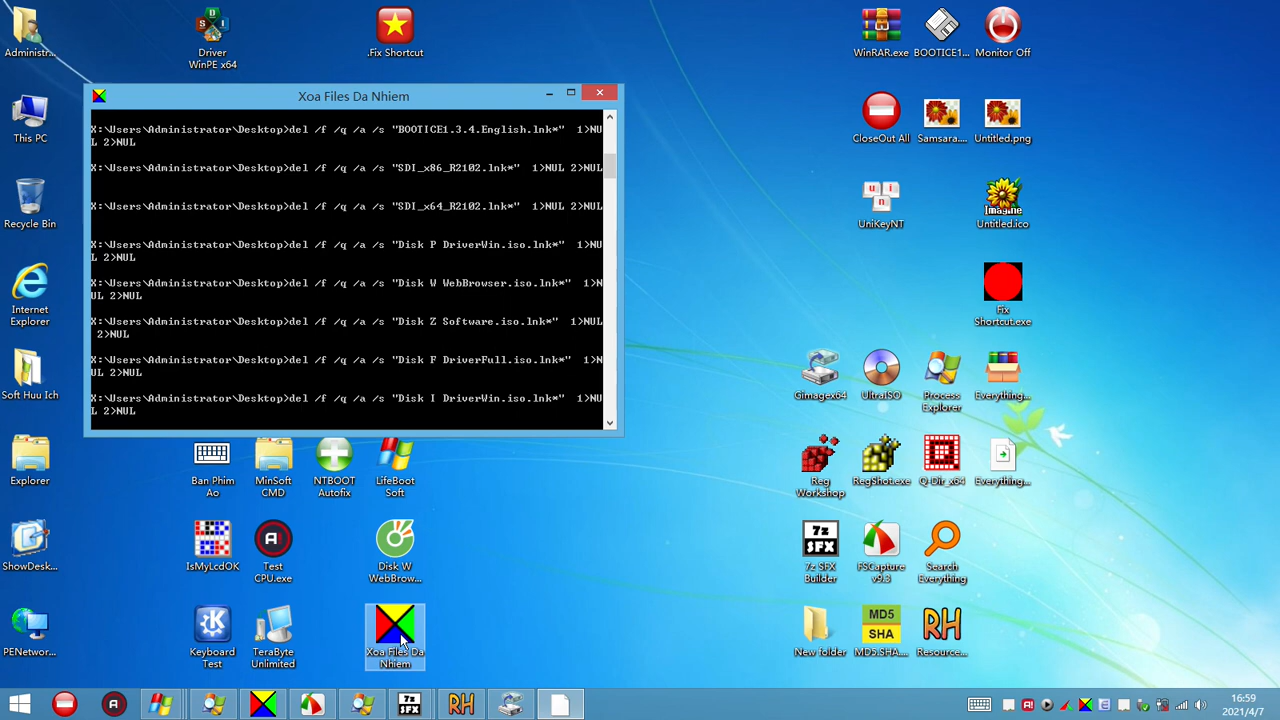 Administr...
Driver
WinPE x64
.Fix Shortcut
WinRAR.exe
BOOTICE1...
Monitor Off
This PC
CloseOut All
Samsara....
Untitled.png
Recycle Bin
UniKeyNT
Untitled.ico
Internet
Explorer
Fix
Shortcut.exe
Soft Huu Ich
Gimagex64
UltraISO
Process
Explorer
Everything...
Xoa Files Da Nhiem
X:\Users\Administrator\Desktop>del /f /q /a /s "BOOTICE1.3.4.English.lnk*"  1>NU
L 2>NUL
X:\Users\Administrator\Desktop>del /f /q /a /s "SDI_x86_R2102.lnk*"  1>NUL 2>NUL
X:\Users\Administrator\Desktop>del /f /q /a /s "SDI_x64_R2102.lnk*"  1>NUL 2>NUL
X:\Users\Administrator\Desktop>del /f /q /a /s "Disk P DriverWin.iso.lnk*"  1>NU
L 2>NUL
X:\Users\Administrator\Desktop>del /f /q /a /s "Disk W WebBrowser.iso.lnk*"  1>N
UL 2>NUL
X:\Users\Administrator\Desktop>del /f /q /a /s "Disk Z Software.iso.lnk*"  1>NUL
 2>NUL
X:\Users\Administrator\Desktop>del /f /q /a /s "Disk F DriverFull.iso.lnk*"  1>N
UL 2>NUL
X:\Users\Administrator\Desktop>del /f /q /a /s "Disk I DriverWin.iso.lnk*"  1>NU
L 2>NUL
Explorer
Ban Phim
Ao
MinSoft
CMD
NTBOOT
Autofix
LifeBoot
Soft
Reg
Workshop
RegShot.exe
Q-Dir_x64
Everything...
ShowDesk...
IsMyLcdOK
Test
CPU.exe
Disk W
WebBrow...
7z
SFX
7z SFX
Builder
FSCapture
v9.3
Search
Everything
PENetwor...
Keyboard
Test
TeraByte
Unlimited
Xoa Files Da
Nhiem
New folder
MD5
SHA
MD5.SHA....
RH
Resource...
16:59
2021/4/7